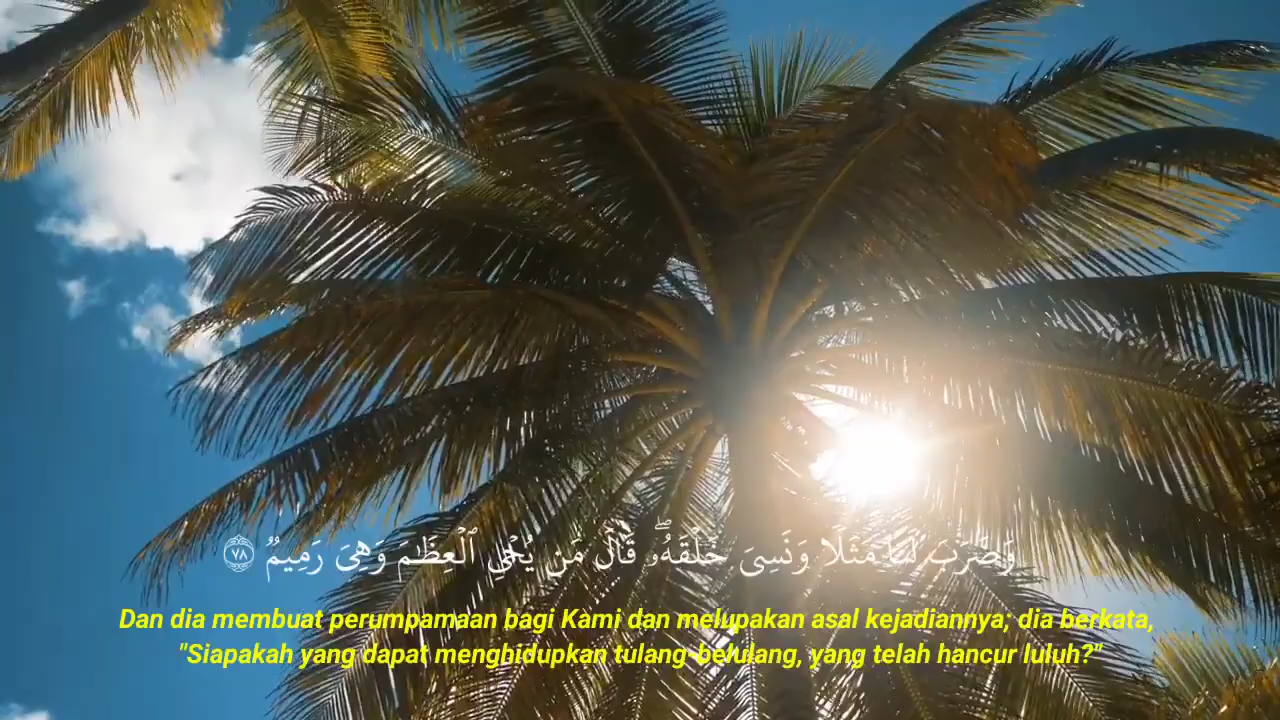 وَضَرَبَ لَنَا مَثَلًا وَنَسِىَ خَلْقَهُۥ ۖ قَالَ مَن يُحْىِ ٱلْعِظَٰمَ وَهِىَ رَمِيمٌ ٧٨
Dan dia membuat perumpamaan bagi Kami dan melupakan asal kejadiannya; dia berkata,
"Siapakah yang dapat menghidupkan tulang-belulang, yang telah hancur luluh?"